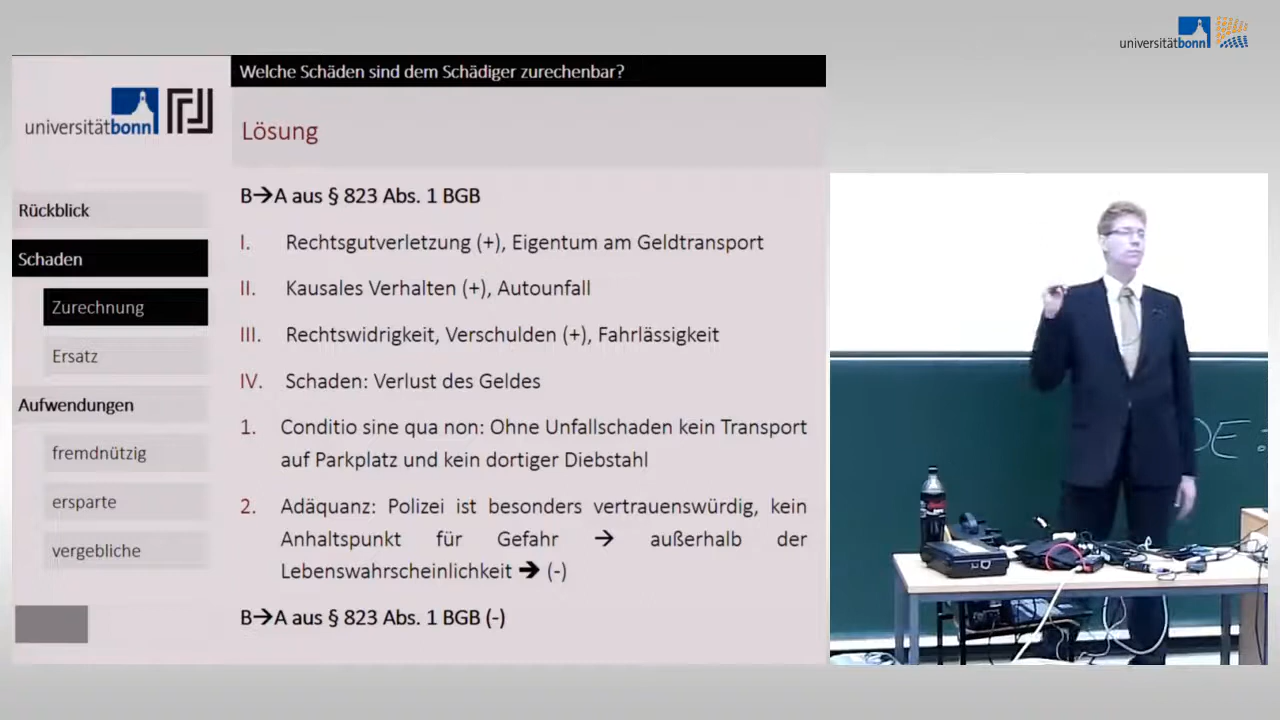 universitätbonn
Welche Schäden sind dem Schädiger zurechenbar?
universitätbonn
Lösung
Rückblick
Schaden
Zurechnung
Ersatz
Aufwendungen
fremdnützig
ersparte
vergebliche
B→A aus § 823 Abs. 1 BGB
I. Rechtsgutverletzung (+), Eigentum am Geldtransport
II. Kausales Verhalten (+), Autounfall
III. Rechtswidrigkeit, Verschulden (+), Fahrlässigkeit
IV. Schaden: Verlust des Geldes
1. Conditio sine qua non: Ohne Unfallschaden kein Transport
auf Parkplatz und kein dortiger Diebstahl
2. Adäquanz: Polizei ist besonders vertrauenswürdig, kein
Anhaltspunkt für Gefahr → außerhalb der
Lebenswahrscheinlichkeit → (-)
B→A aus § 823 Abs. 1 BGB (-)